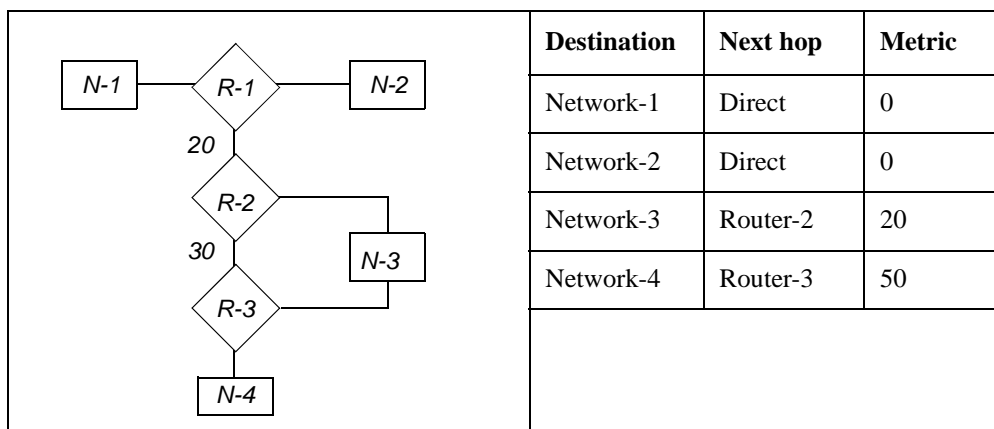 N-1
R-1
N-2
20
R-2
30
N-3
R-3
N-4
Destination Next hop Metric
Network-1 Direct 0
Network-2 Direct 0
Network-3 Router-2 20
Network-4 Router-3 50